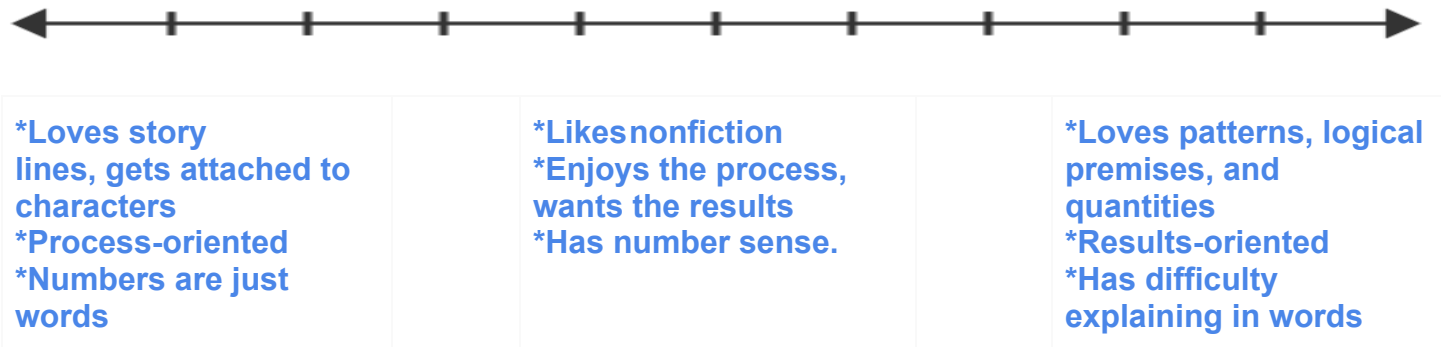 *Loves story
lines, gets attached to
characters
*Process-oriented
*Numbers are just
words
*Likesnonfiction
*Enjoys the process,
wants the results
*Has number sense.
*Loves patterns, logical
premises, and
quantities
*Results-oriented
*Has difficulty
explaining in words